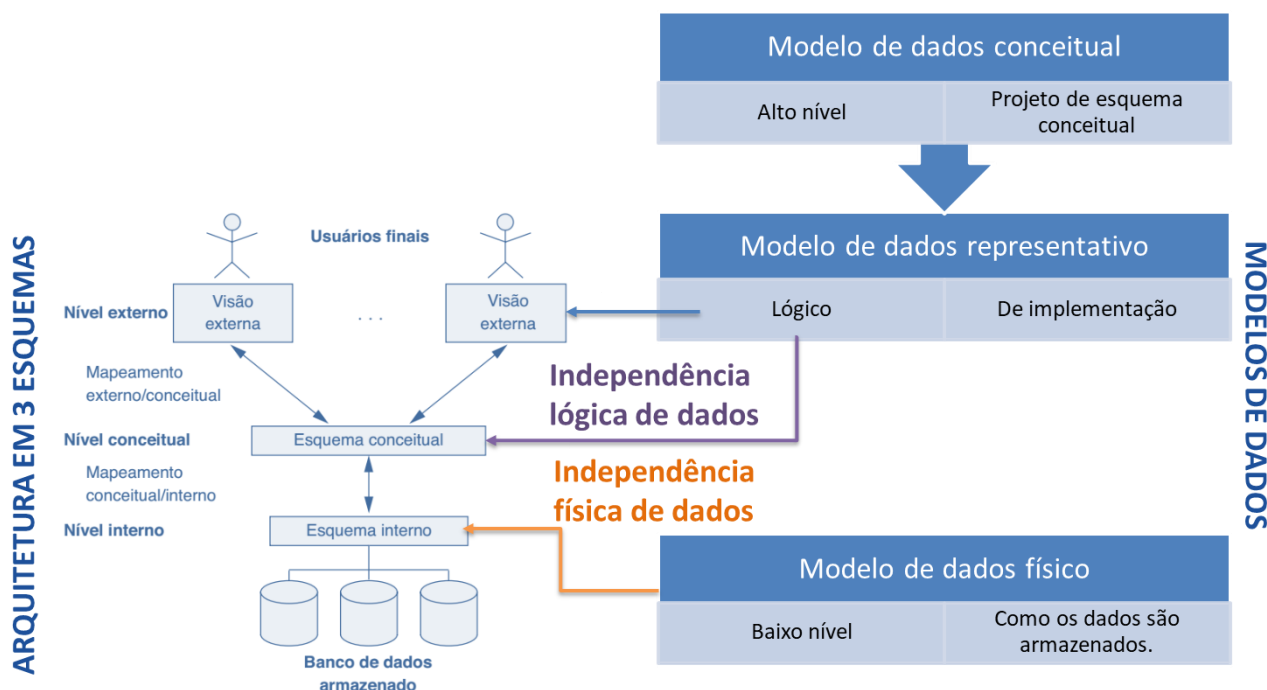 ARQUITETURA EM 3 ESQUEMAS
Usuários finais
Nível externo
Visão
externa
. . .
Visão
externa
Mapeamento
externo/conceitual
Nível conceitual
Esquema conceitual
Mapeamento
conceitual/interno
Nível interno
Esquema interno
Banco de dados
armazenado
Independência
lógica de dados
Independência
física de dados
Modelo de dados conceitual
Alto nível
Projeto de esquema
conceitual
Modelo de dados representativo
Lógico
De implementação
Modelo de dados físico
Baixo nível
Como os dados são
armazenados.
MODELOS DE DADOS